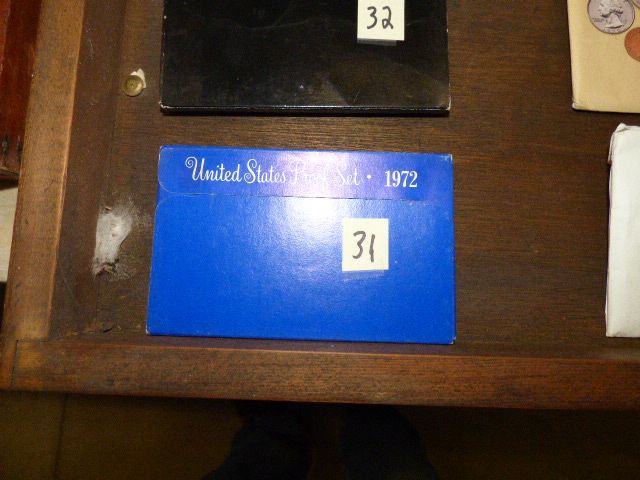 32
United States Proof Set • 1972
31